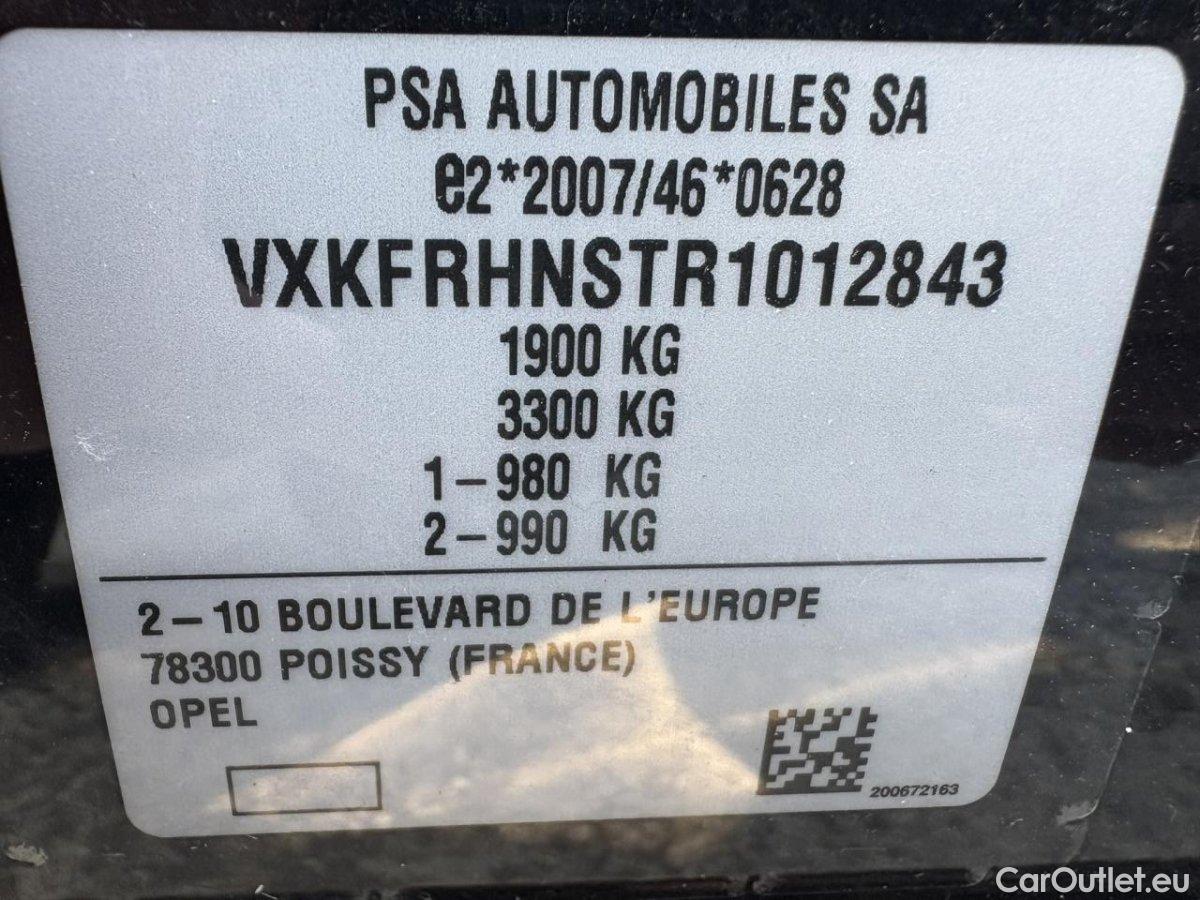 PSA AUTOMOBILES SA
e2*2007/46*0628
VXKFRHNSTR1012843
1900 KG
3300 KG
1-980 KG
2-990 KG
2-10 BOULEVARD DE L'EUROPE
78300 POISSY (FRANCE)
OPEL
200672163
CarOutlet.eu